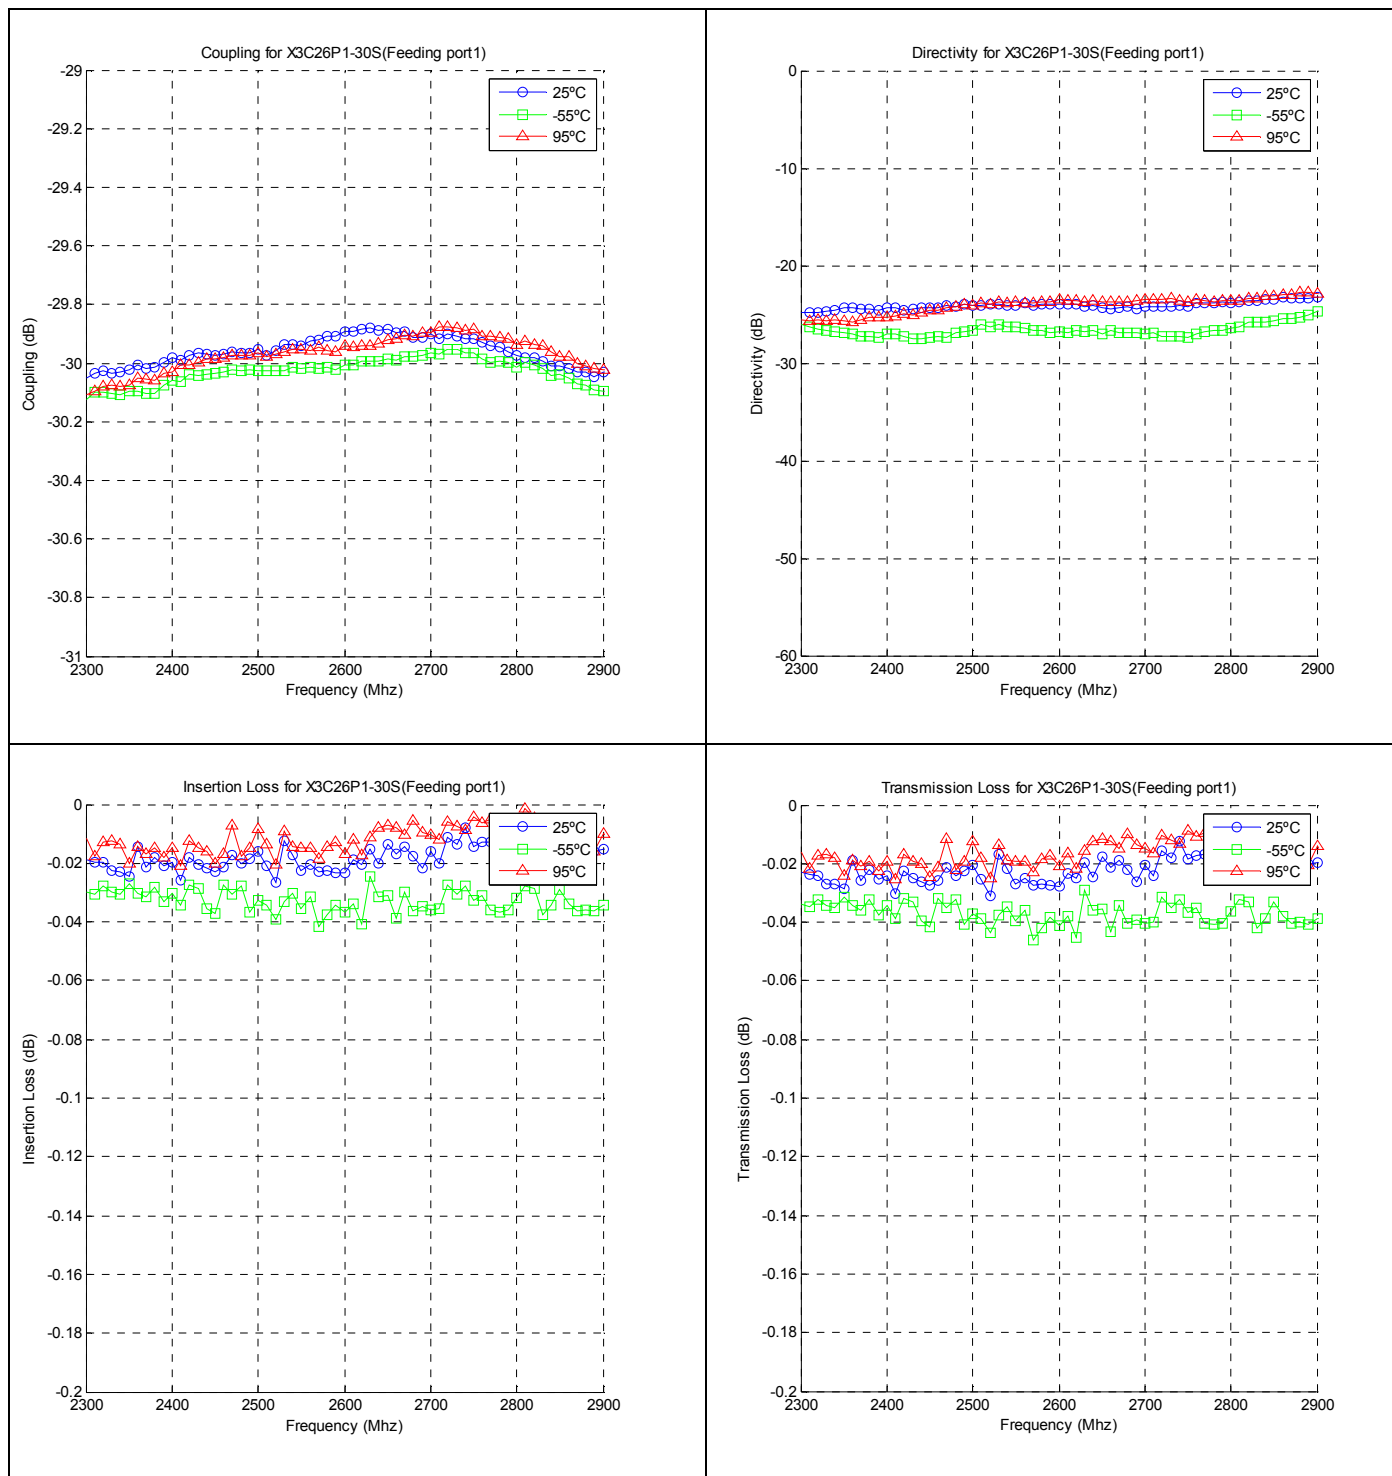 Coupling for X3C26P1-30S(Feeding port1)
-29
-29.2
-29.4
-29.6
-29.8
-30
-30.2
-30.4
-30.6
-30.8
-31
Coupling (dB)
25ºC
-55ºC
95ºC
2300 2400 2500 2600 2700 2800 2900
Frequency (Mhz)
Directivity for X3C26P1-30S(Feeding port1)
0
-10
-20
-30
-40
-50
-60
Directivity (dB)
25ºC
-55ºC
95ºC
2300 2400 2500 2600 2700 2800 2900
Frequency (Mhz)
Insertion Loss for X3C26P1-30S(Feeding port1)
0
-0.02
-0.04
-0.06
-0.08
-0.1
-0.12
-0.14
-0.16
-0.18
-0.2
Insertion Loss (dB)
25ºC
-55ºC
95ºC
2300 2400 2500 2600 2700 2800 2900
Frequency (Mhz)
Transmission Loss for X3C26P1-30S(Feeding port1)
0
-0.02
-0.04
-0.06
-0.08
-0.1
-0.12
-0.14
-0.16
-0.18
-0.2
Transmission Loss (dB)
25ºC
-55ºC
95ºC
2300 2400 2500 2600 2700 2800 2900
Frequency (Mhz)